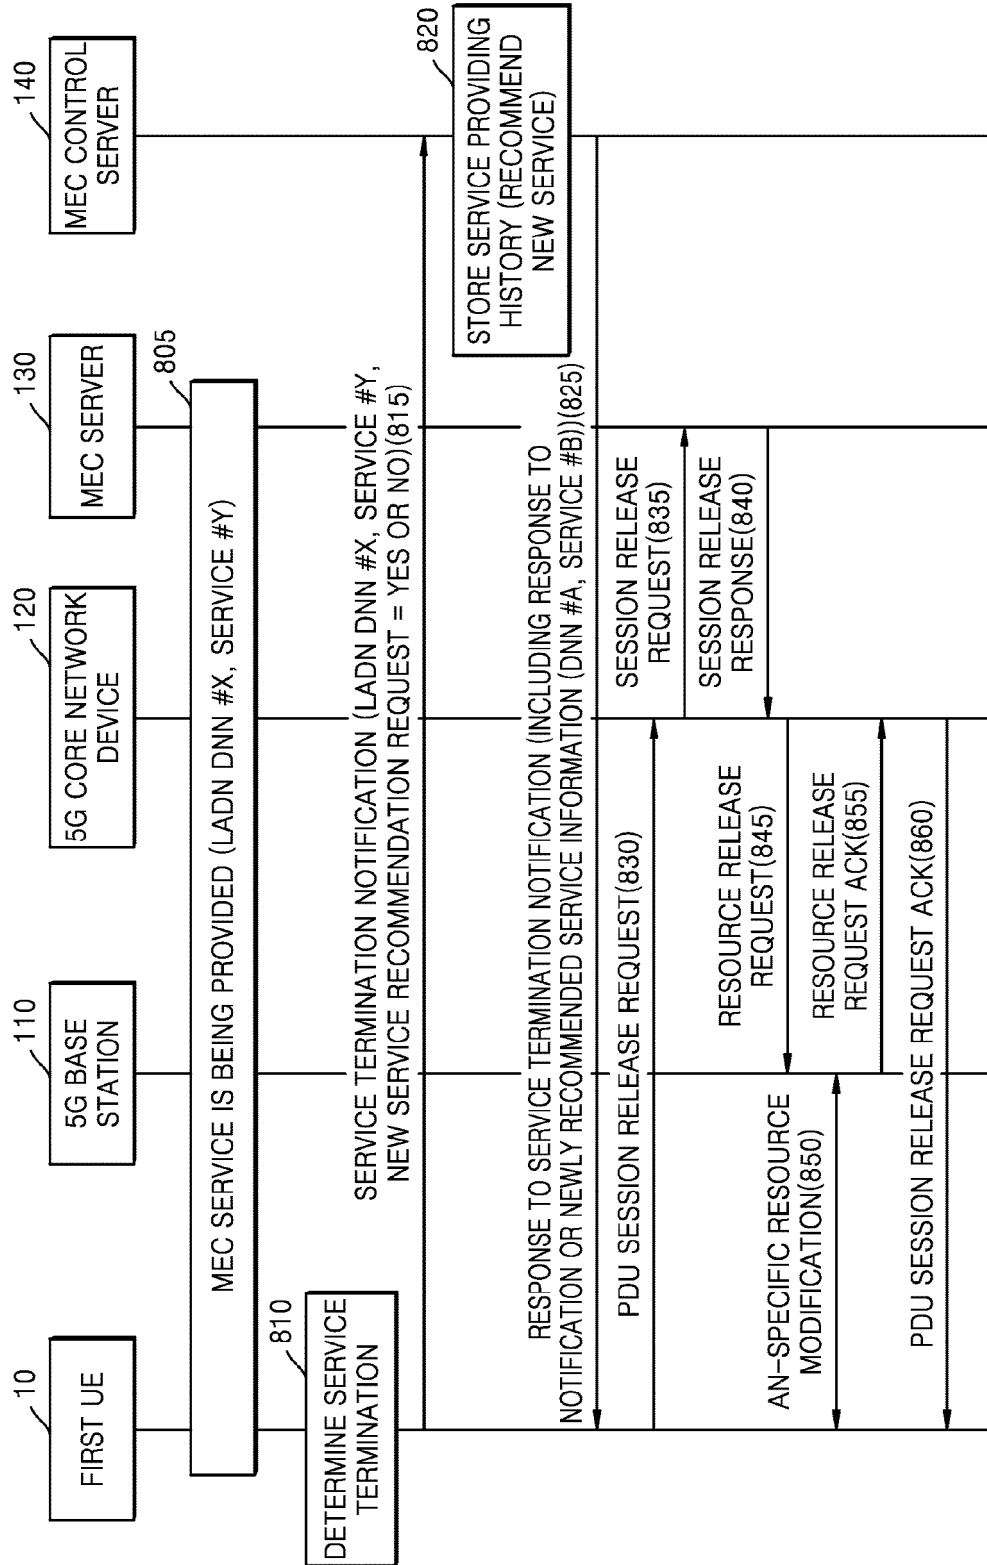 10
FIRST UE
110
5G BASE
STATION
120
5G CORE NETWORK
DEVICE
130
MEC SERVER
140
MEC CONTROL
SERVER
805
MEC SERVICE IS BEING PROVIDED (LADN DNN #X, SERVICE #Y)
810
DETERMINE SERVICE
TERMINATION
SERVICE TERMINATION NOTIFICATION (LADN DNN #X, SERVICE #Y,
NEW SERVICE RECOMMENDATION REQUEST = YES OR NO)(815)
820
STORE SERVICE PROVIDING
HISTORY (RECOMMEND
NEW SERVICE)
RESPONSE TO SERVICE TERMINATION NOTIFICATION (INCLUDING RESPONSE TO
NOTIFICATION OR NEWLY RECOMMENDED SERVICE INFORMATION (DNN #A, SERVICE #B))(825)
PDU SESSION RELEASE REQUEST(830)
SESSION RELEASE
REQUEST(835)
SESSION RELEASE
RESPONSE(840)
RESOURCE RELEASE
REQUEST(845)
AN-SPECIFIC RESOURCE
MODIFICATION(850)
RESOURCE RELEASE
REQUEST ACK(855)
PDU SESSION RELEASE REQUEST ACK(860)